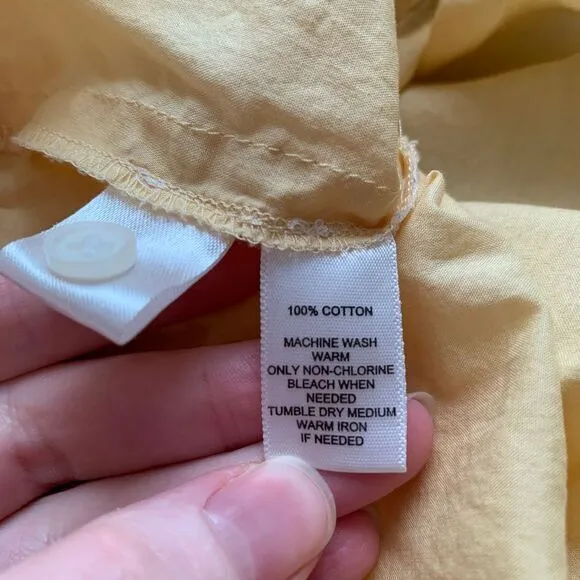 100% COTTON
MACHINE WASH
WARM
ONLY NON-CHLORINE
BLEACH WHEN
NEEDED
TUMBLE DRY MEDIUM
WARM IRON
IF NEEDED